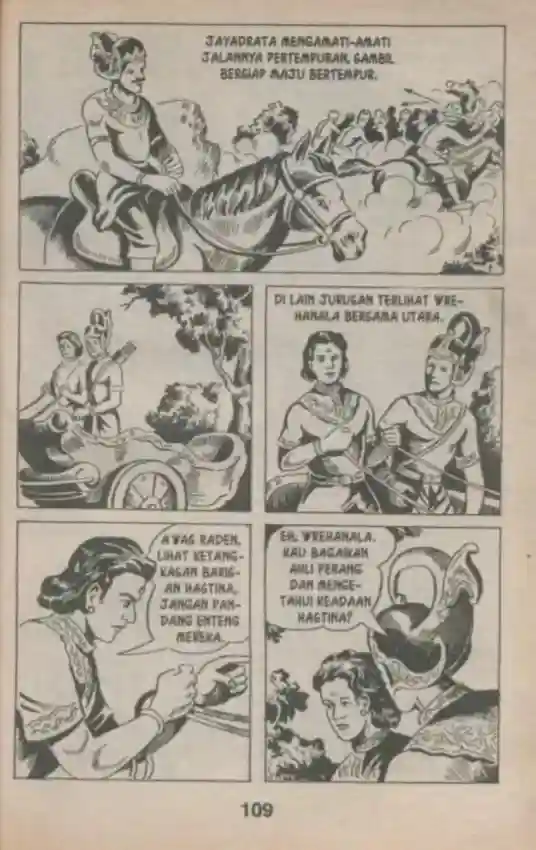 JAYADRATA MENGAMATI-AMATI
JALANNYA PERTEMPURAN, SAMBIL
BERSIAP MAJU BERTEMPUR.
DI LAIN JURUSAN TERLIHAT WRE-
HANALA BERSAMA UTARA.
AWAS RADEN,
LIHAT KETANG-
KASAN BARIS-
AN HASTINA,
JANGAN PAN-
DANG ENTENG
MEREKA.
EH, WREHANALA.
KAU BAGAIKAN
AHLI PERANG
DAN MENGE-
TAHUI KEADAAN
HASTINA?
109